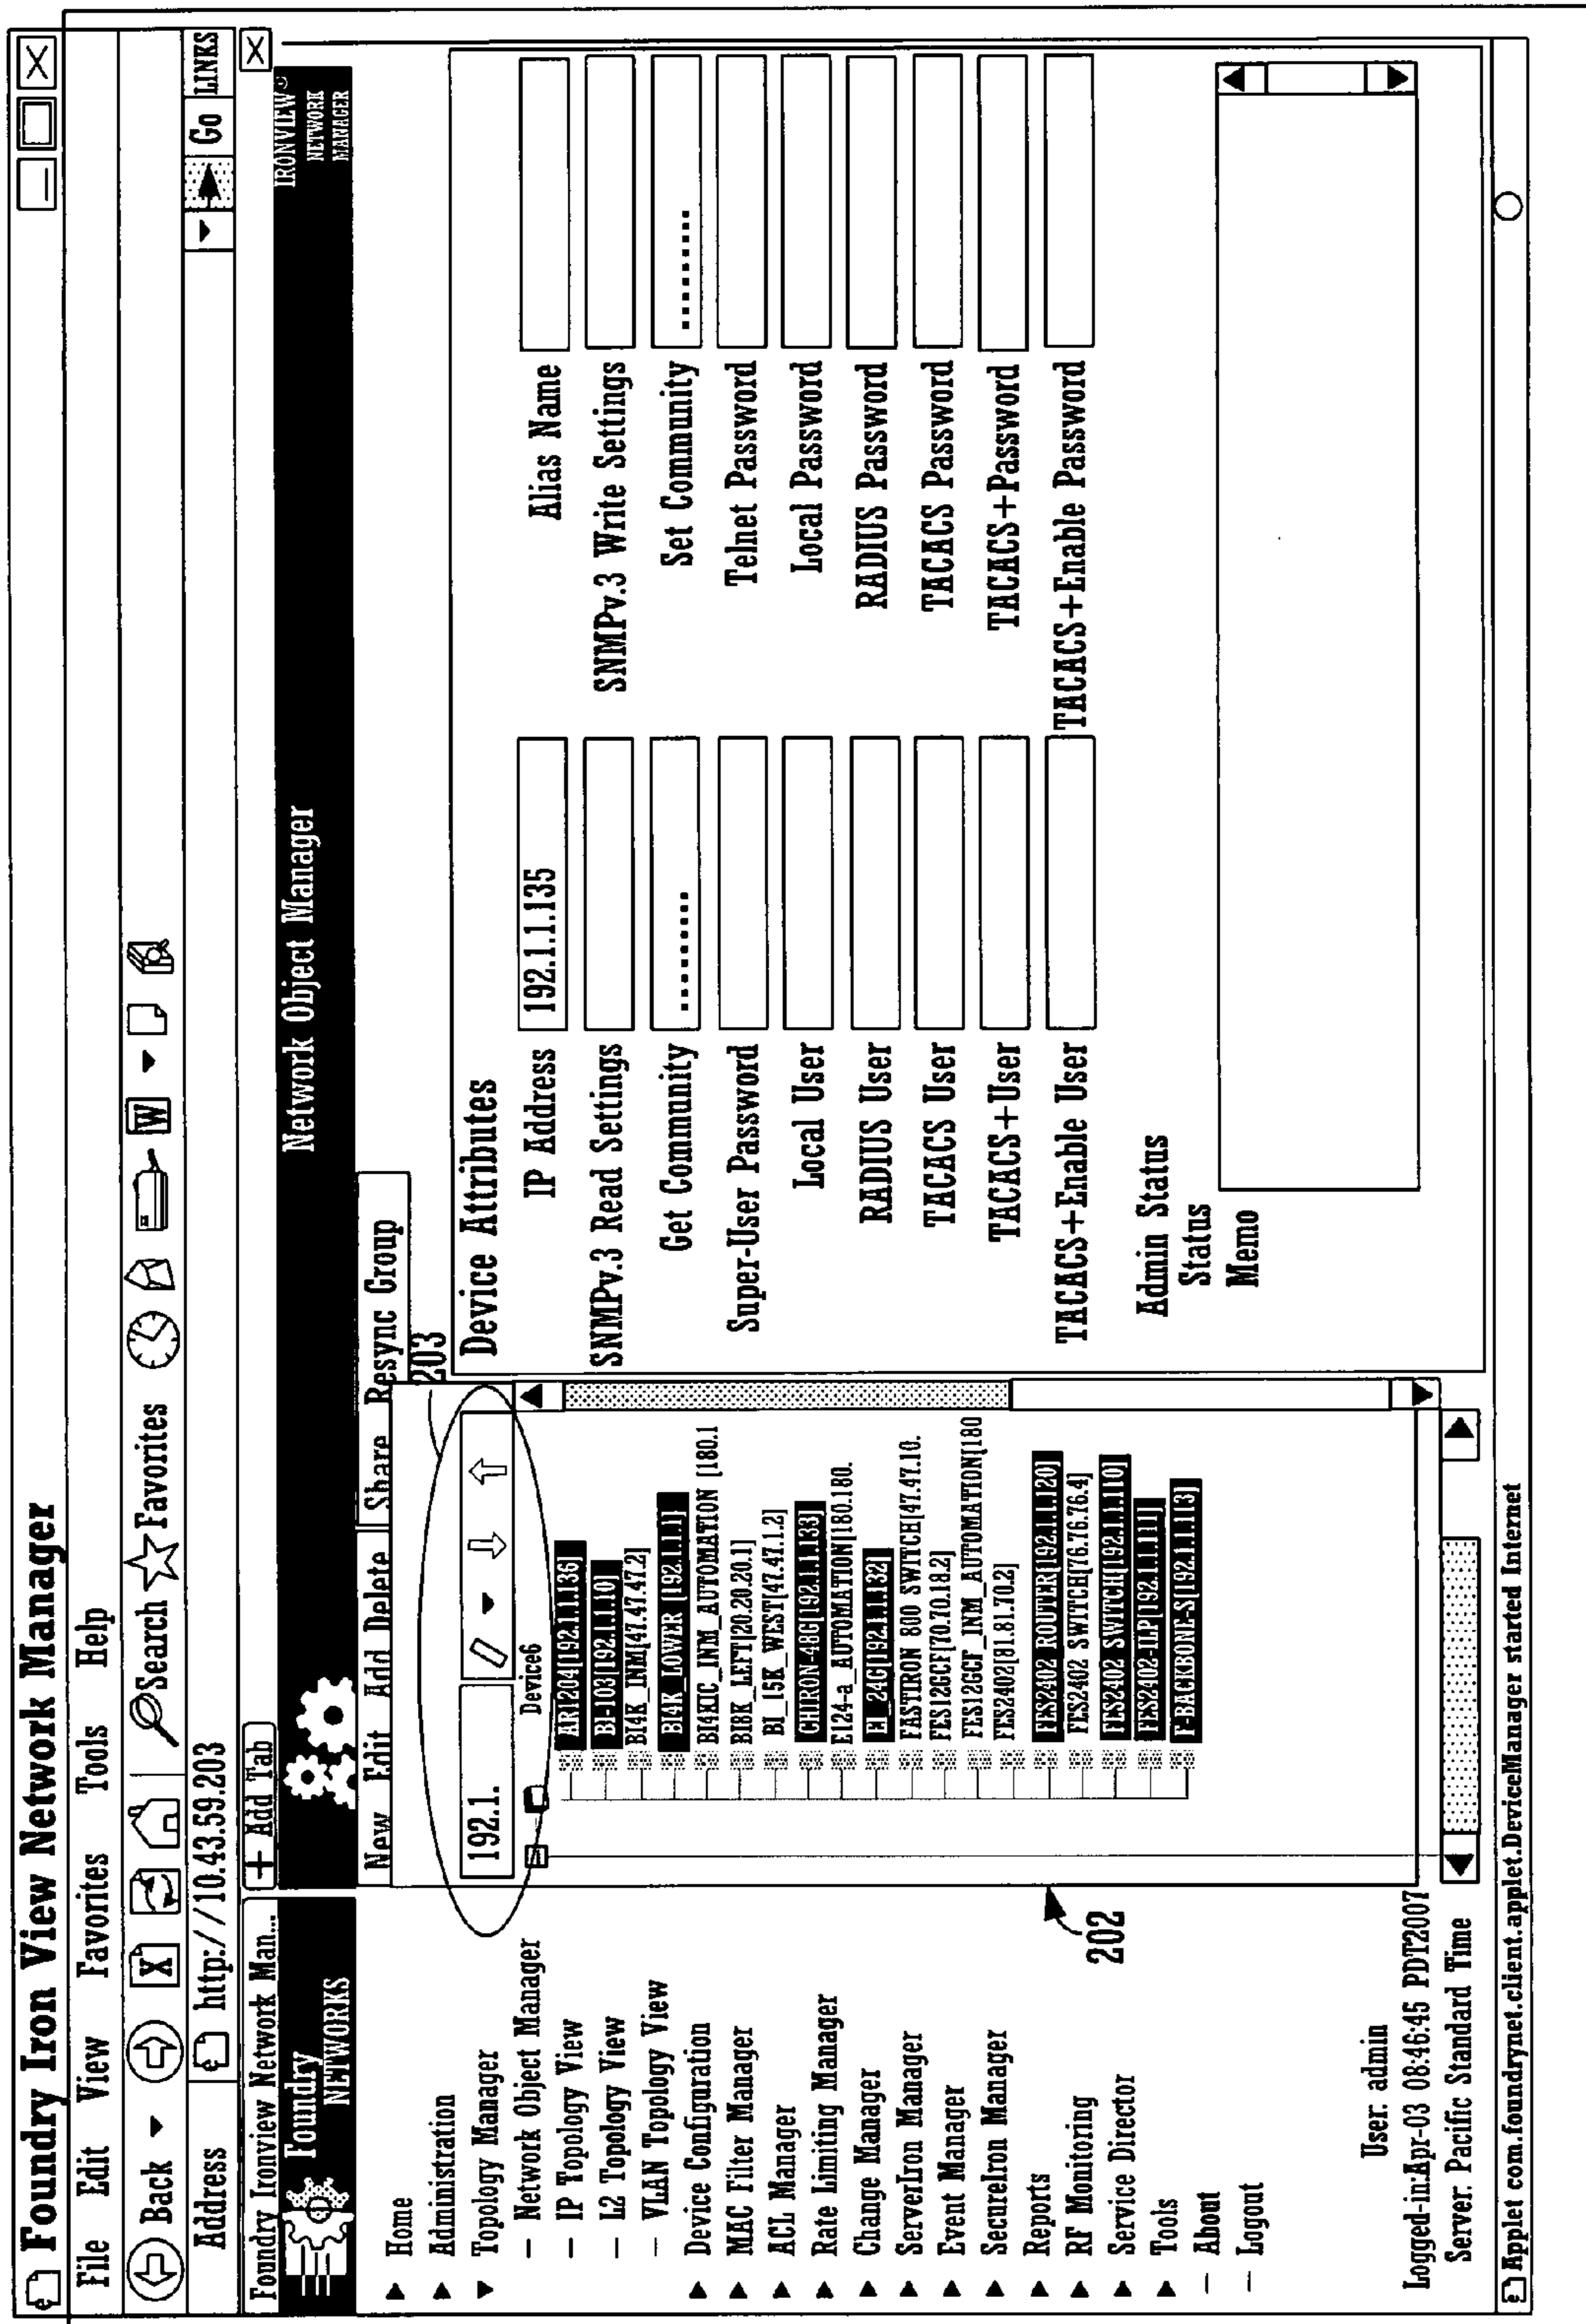 Foundry Iron View Network Manager
File Edit View Favorites Tools Help
Back Search Favorites W
Address http://10.43.59.203 Go LINKS
Foundry Ironview Network Man... + Add Tab
Foundry
NETWORKS
Network Object Manager
IRONVIEW®
NETWORK
MANAGER
New Edit Add Delete Share Resync Group
203
Home
Administration
Topology Manager
– Network Object Manager
– IP Topology View
– L2 Topology View
– VLAN Topology View
Device Configuration
MAC Filter Manager
ACL Manager
Rate Limiting Manager
Change Manager
ServerIron Manager
Event Manager
SecureIron Manager
Reports
RF Monitoring
Service Director
Tools
– About
– Logout
User: admin
Logged-in:Apr-03 08:46:45 PDT2007
Server: Pacific Standard Time
202
192.1.
Device6
AR1204[192.1.1.136]
BI-103[192.1.1.10]
BI4K_INM[47.47.47.2]
BI4K_LOWER [192.1.1.1]
BI4KIC_INM_AUTOMATION [180.1
BI8K_LEFT[20.20.20.1]
BI_15K_WEST[47.47.1.2]
CHIRON-48G[192.1.1.133]
E124-a_AUTOMATION[180.180.
EI_24G[192.1.1.132]
FASTIRON 800 SWITCH[47.47.10.
FES12GCF[70.70.18.2]
FES12GCF_INM_AUTOMATION[180
FES2402[81.81.70.2]
FES2402 ROUTER[192.1.1.120]
FES2402 SWITCH[76.76.76.4]
FES2402 SWITCH[192.1.1.110]
FES2402-ILP[192.1.1.111]
F-BACKBONE-S[192.1.1.113]
Device Attributes
IP Address 192.1.1.135 Alias Name
SNMPv.3 Read Settings SNMPv.3 Write Settings
Get Community ......... Set Community .........
Super-User Password Telnet Password
Local User Local Password
RADIUS User RADIUS Password
TACACS User TACACS Password
TACACS+User TACACS+Password
TACACS+Enable User TACACS+Enable Password
Admin Status
Status
Memo
Applet com.foundrynet.client.applet.DeviceManager started Internet